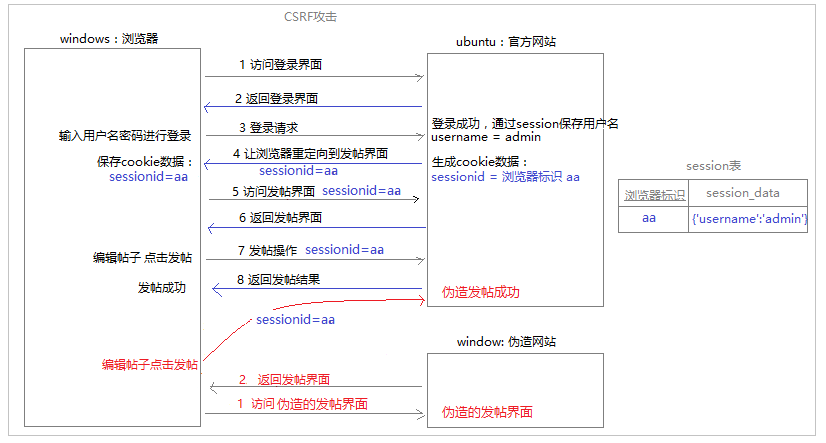 CSRF攻击
windows：浏览器
ubuntu：官方网站
1 访问登录界面
2 返回登录界面
输入用户名密码进行登录
3 登录请求
登录成功，通过session保存用户名
username = admin
保存cookie数据：
sessionid=aa
4 让浏览器重定向到发帖界面
sessionid=aa
生成cookie数据：
sessionid = 浏览器标识 aa
session表
浏览器标识
session_data
aa
{'username':'admin'}
5 访问发帖界面 sessionid=aa
6 返回发帖界面
编辑帖子 点击发帖
7 发帖操作 sessionid=aa
发帖成功
8 返回发帖结果
伪造发帖成功
sessionid=aa
window: 伪造网站
编辑帖子点击发帖
2 返回发帖界面
1 访问 伪造的发帖界面
伪造的发帖界面